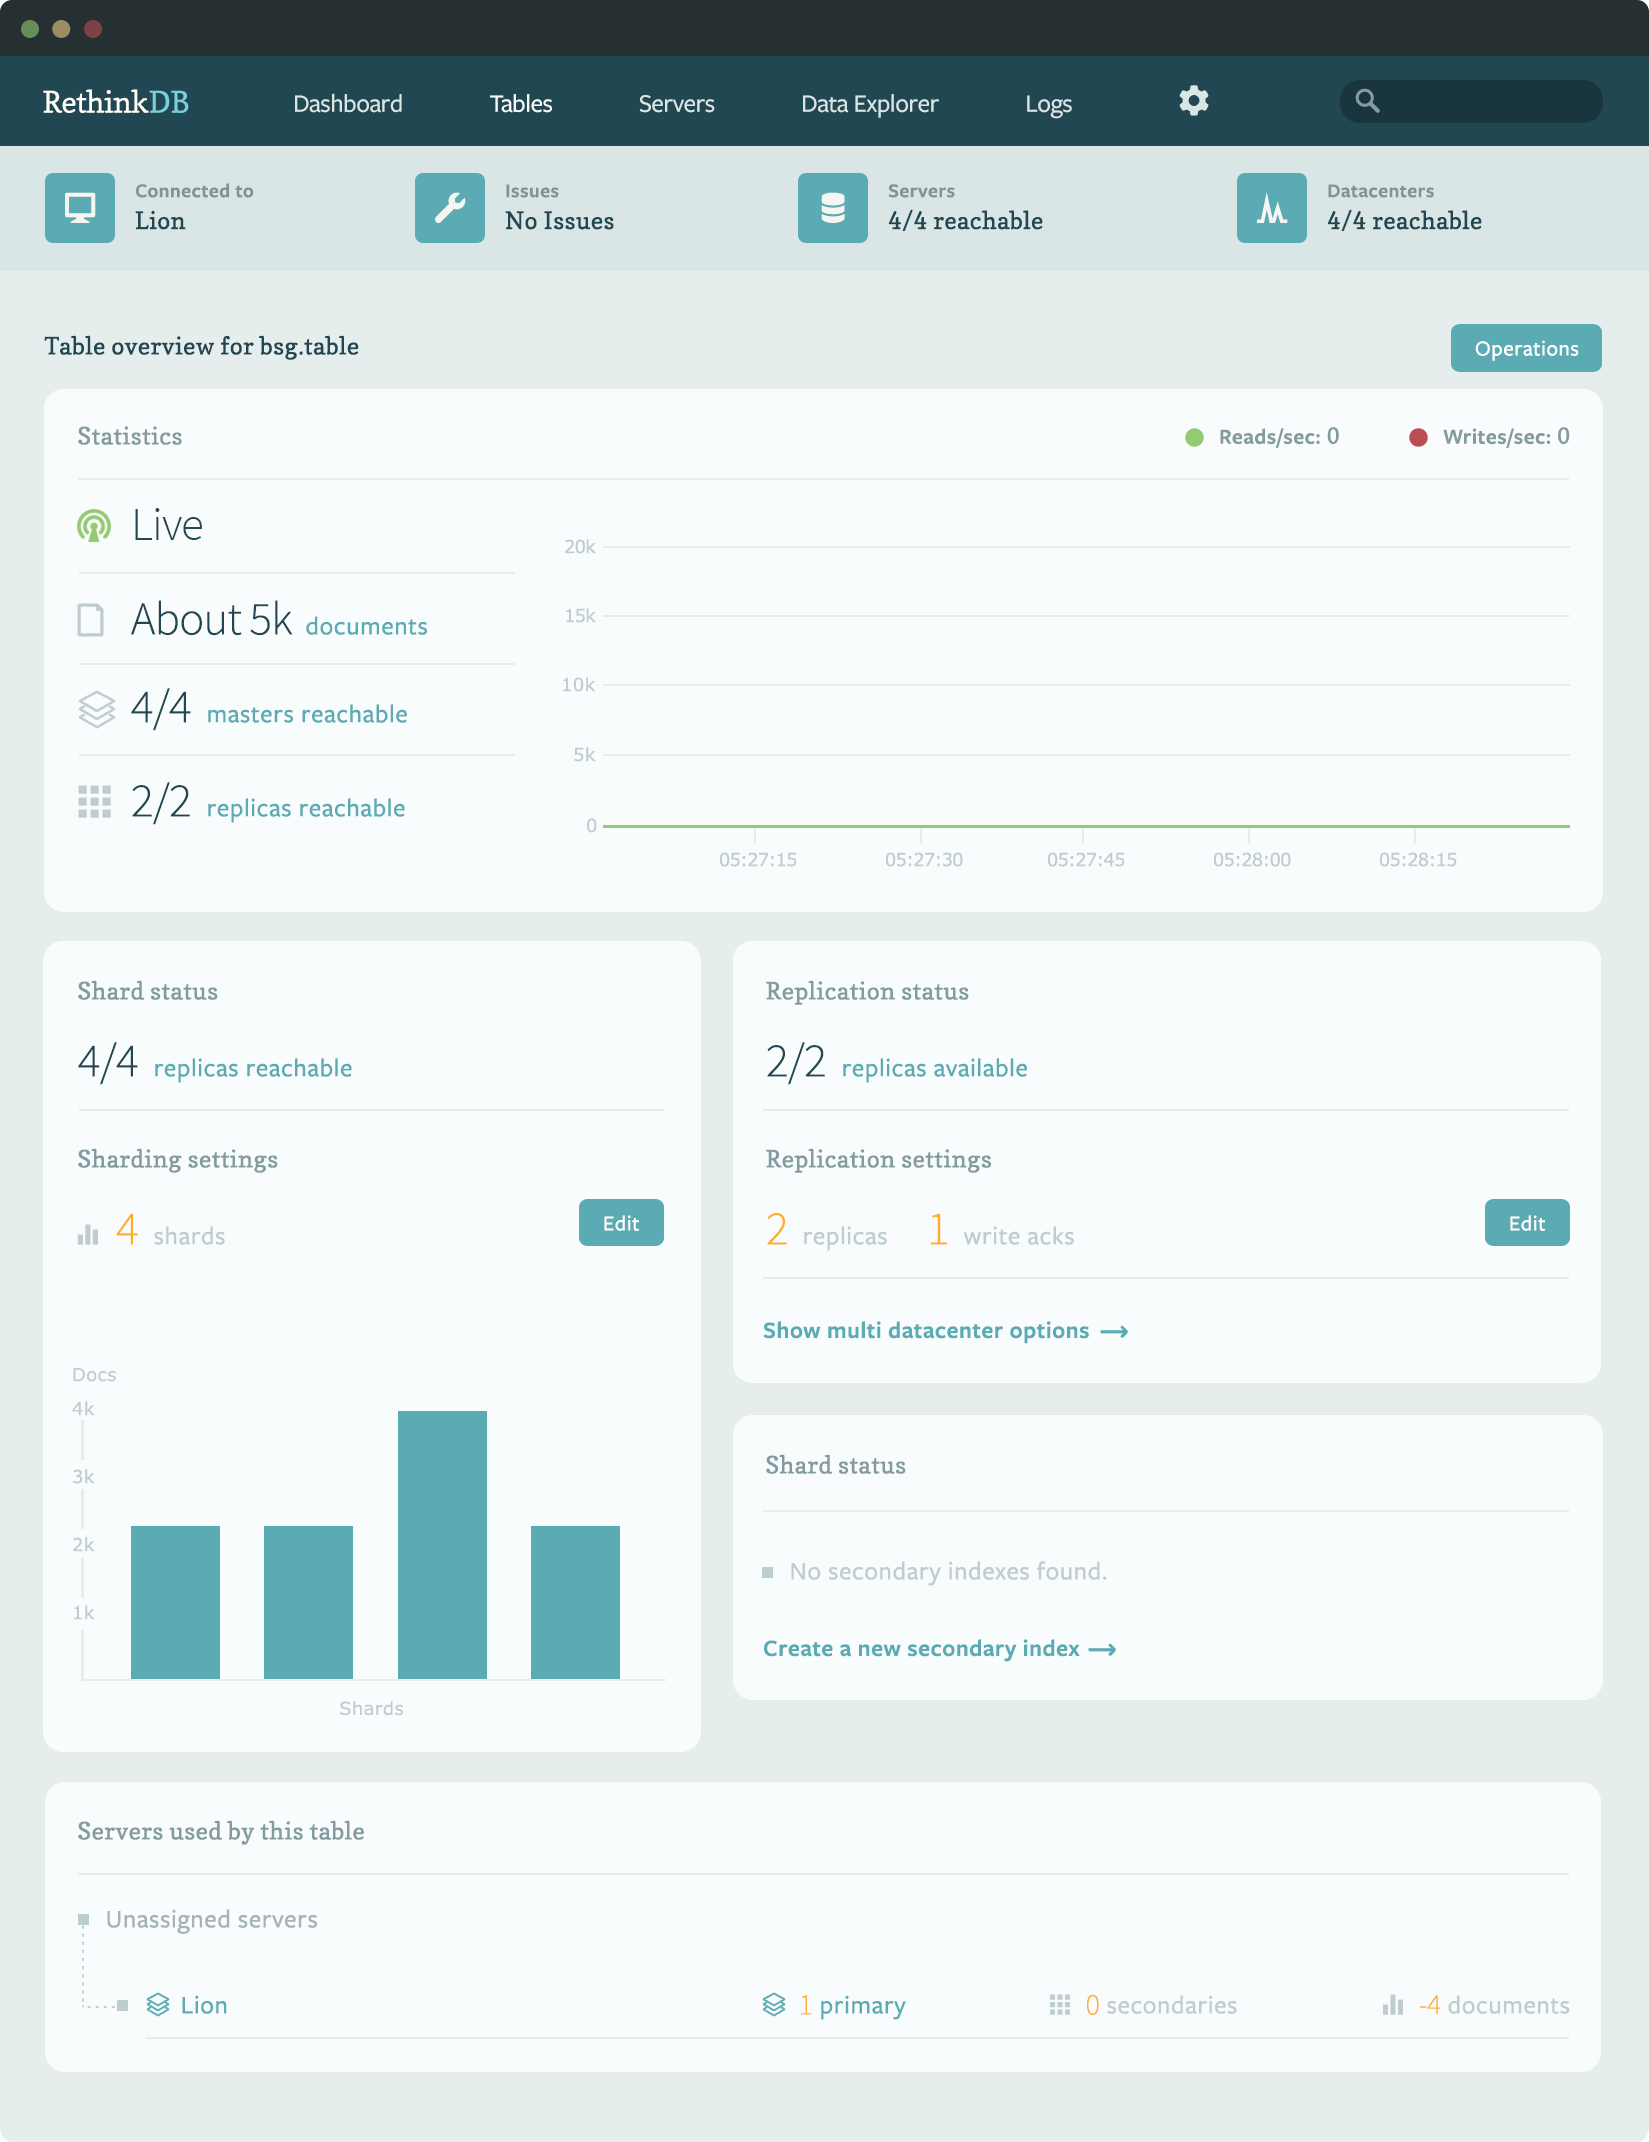 RethinkDB Dashboard Tables Servers Data Explorer Logs
Connected to
Lion
Issues
No Issues
Servers
4/4 reachable
Datacenters
4/4 reachable
Table overview for bsg.table
Operations
Statistics
Reads/sec: 0
Writes/sec: 0
Live
About 5k documents
4/4 masters reachable
2/2 replicas reachable
20k
15k
10k
5k
0
05:27:15 05:27:30 05:27:45 05:28:00 05:28:15
Shard status
4/4 replicas reachable
Sharding settings
4 shards
Edit
Docs
4k
3k
2k
1k
Shards
Replication status
2/2 replicas available
Replication settings
2 replicas 1 write acks
Edit
Show multi datacenter options →
Shard status
No secondary indexes found.
Create a new secondary index →
Servers used by this table
Unassigned servers
Lion 1 primary 0 secondaries -4 documents